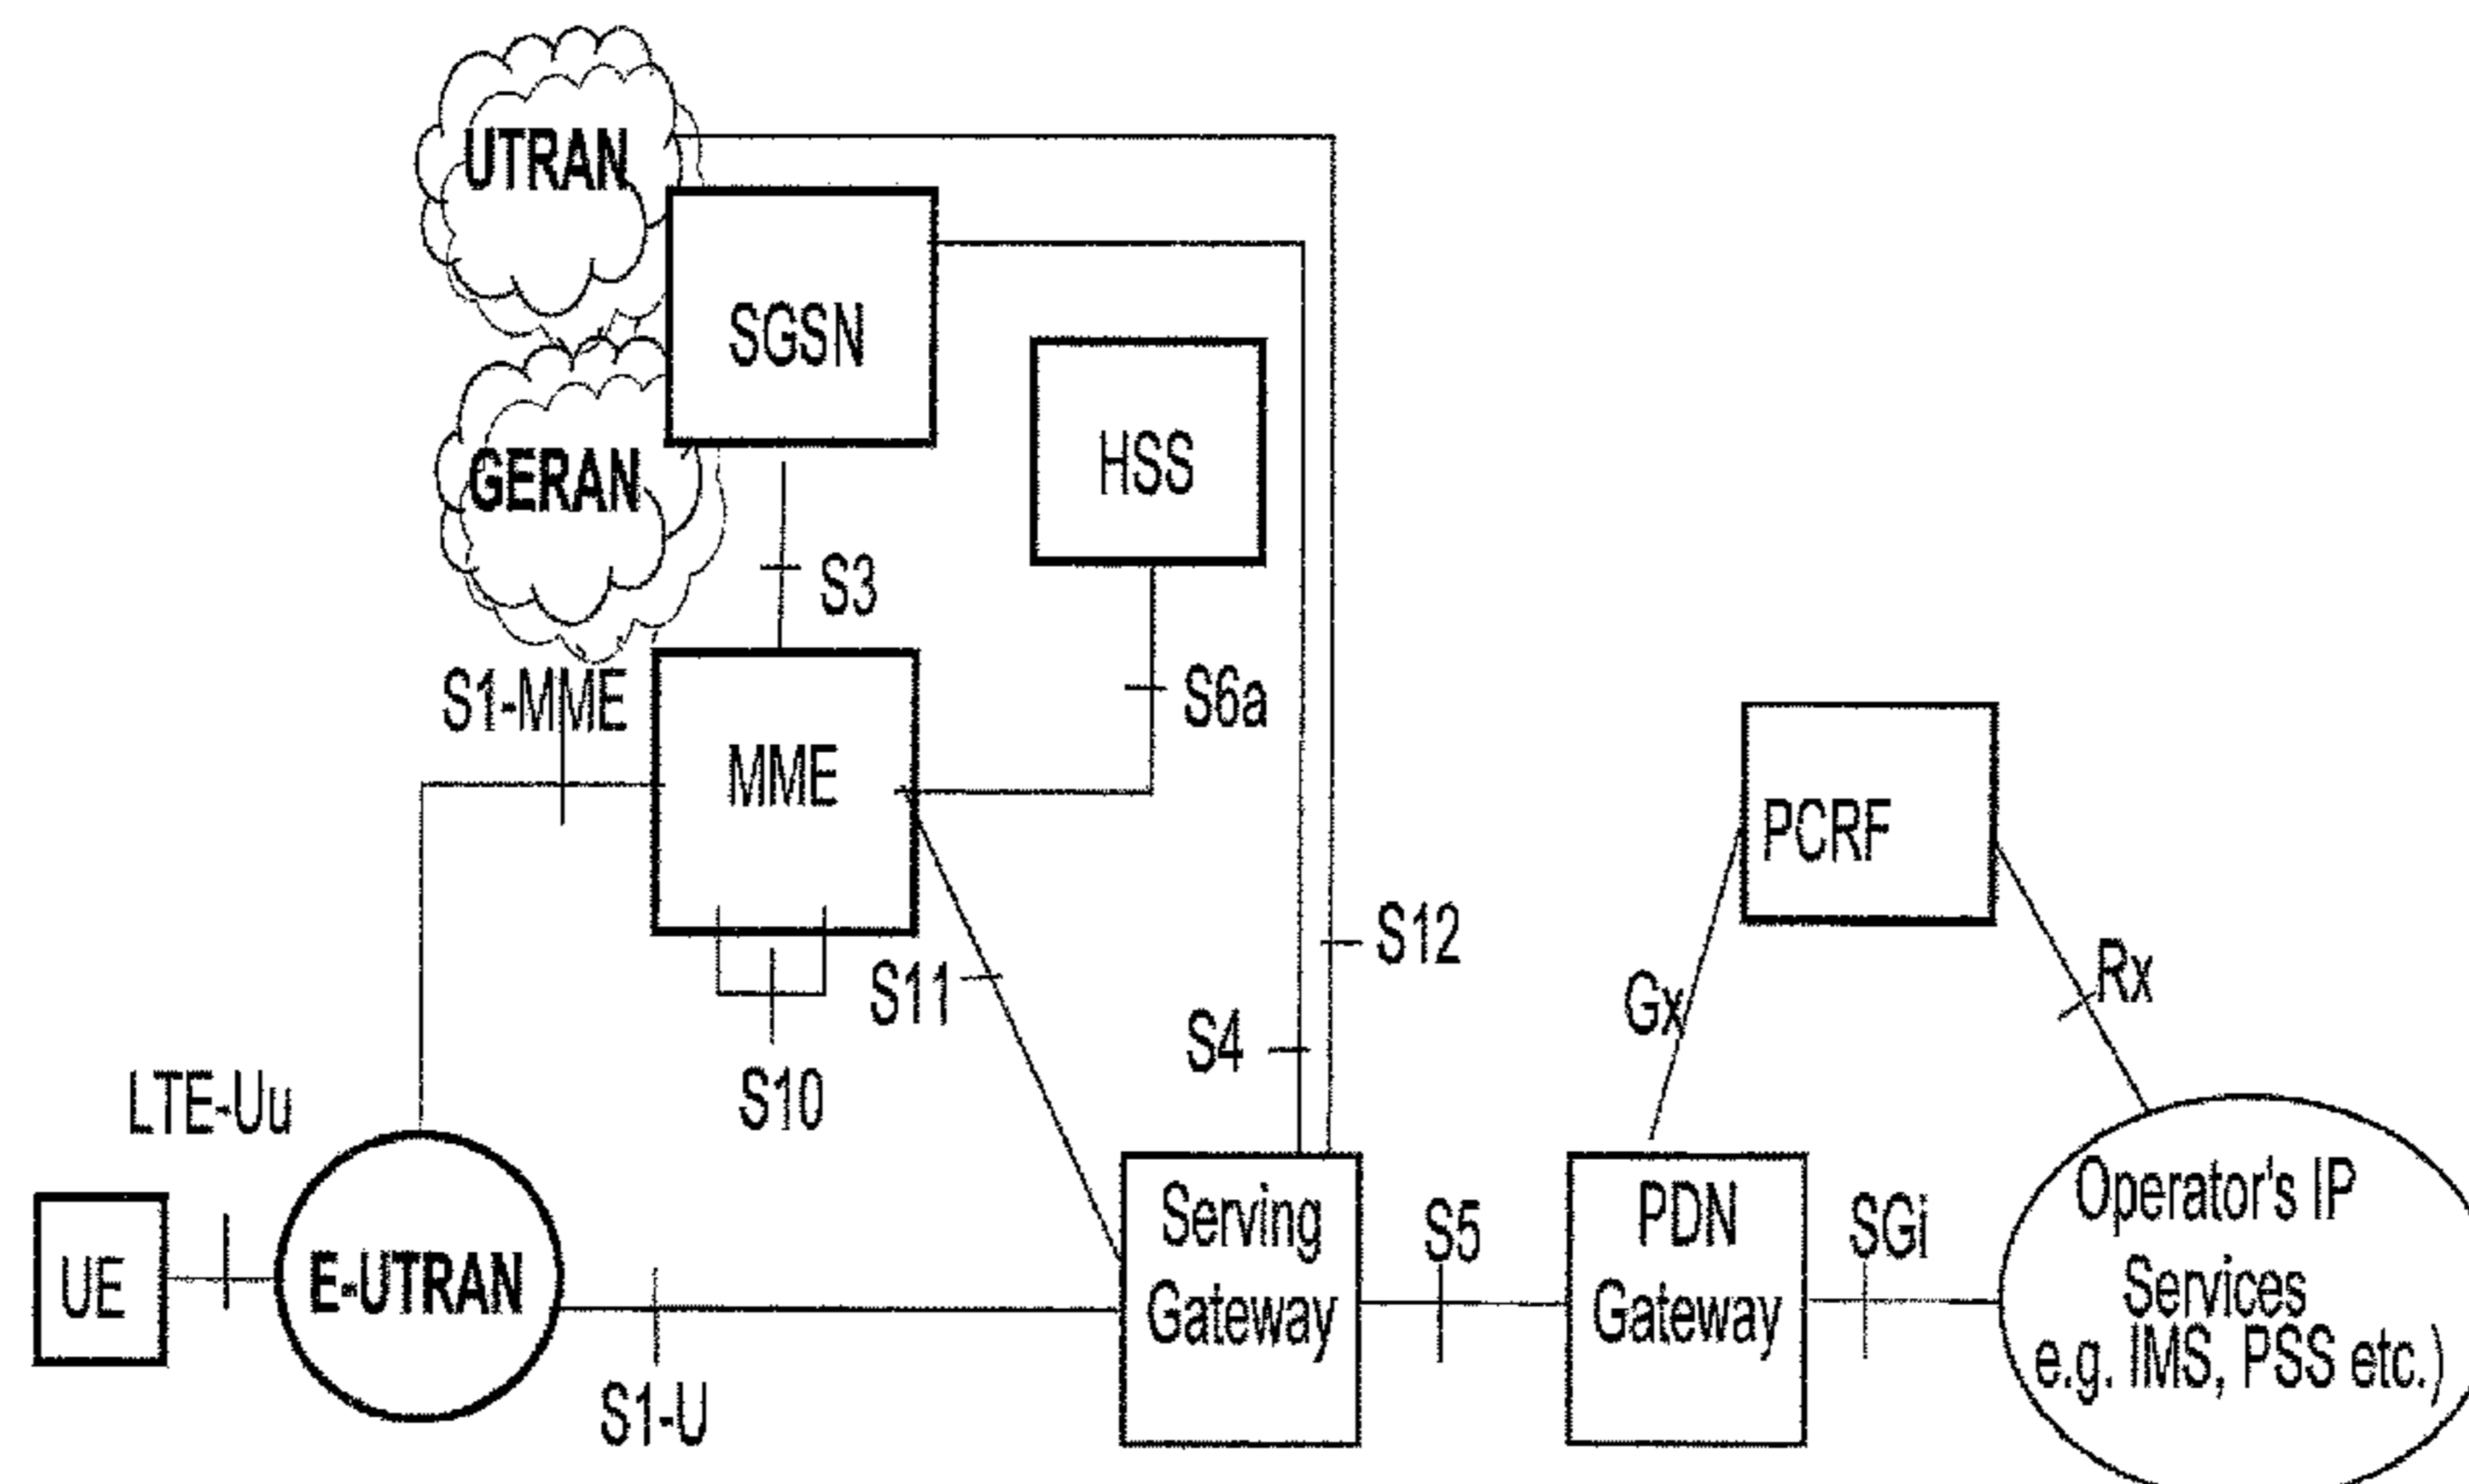 UTRAN
SGSN
HSS
GERAN
S3
S1-MME
S6a
MME
PCRF
S12
S11
Rx
Gx
S4
S10
LTE-Uu
Serving
Gateway
S5
PDN
Gateway
SGi
Operator's IP
Services
e.g. IMS, PSS etc.)
UE
E-UTRAN
S1-U